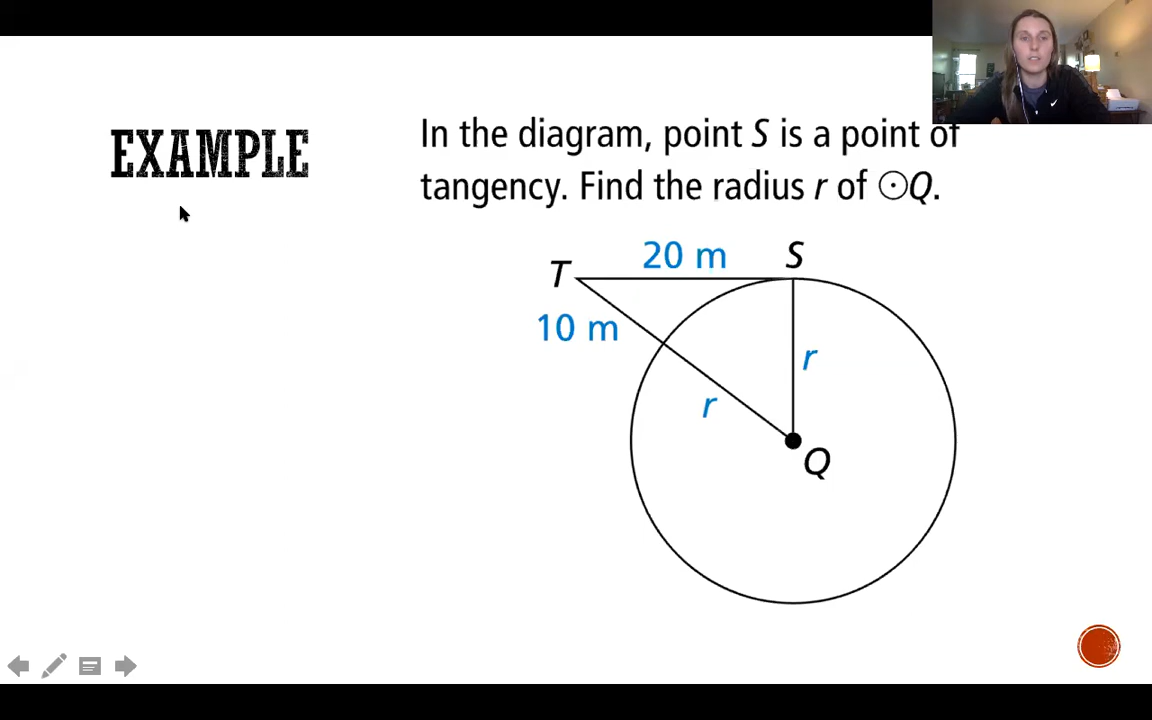 EXAMPLE
In the diagram, point S is a point of
tangency. Find the radius r of ⊙Q.
20 m
S
T
10 m
r
r
Q